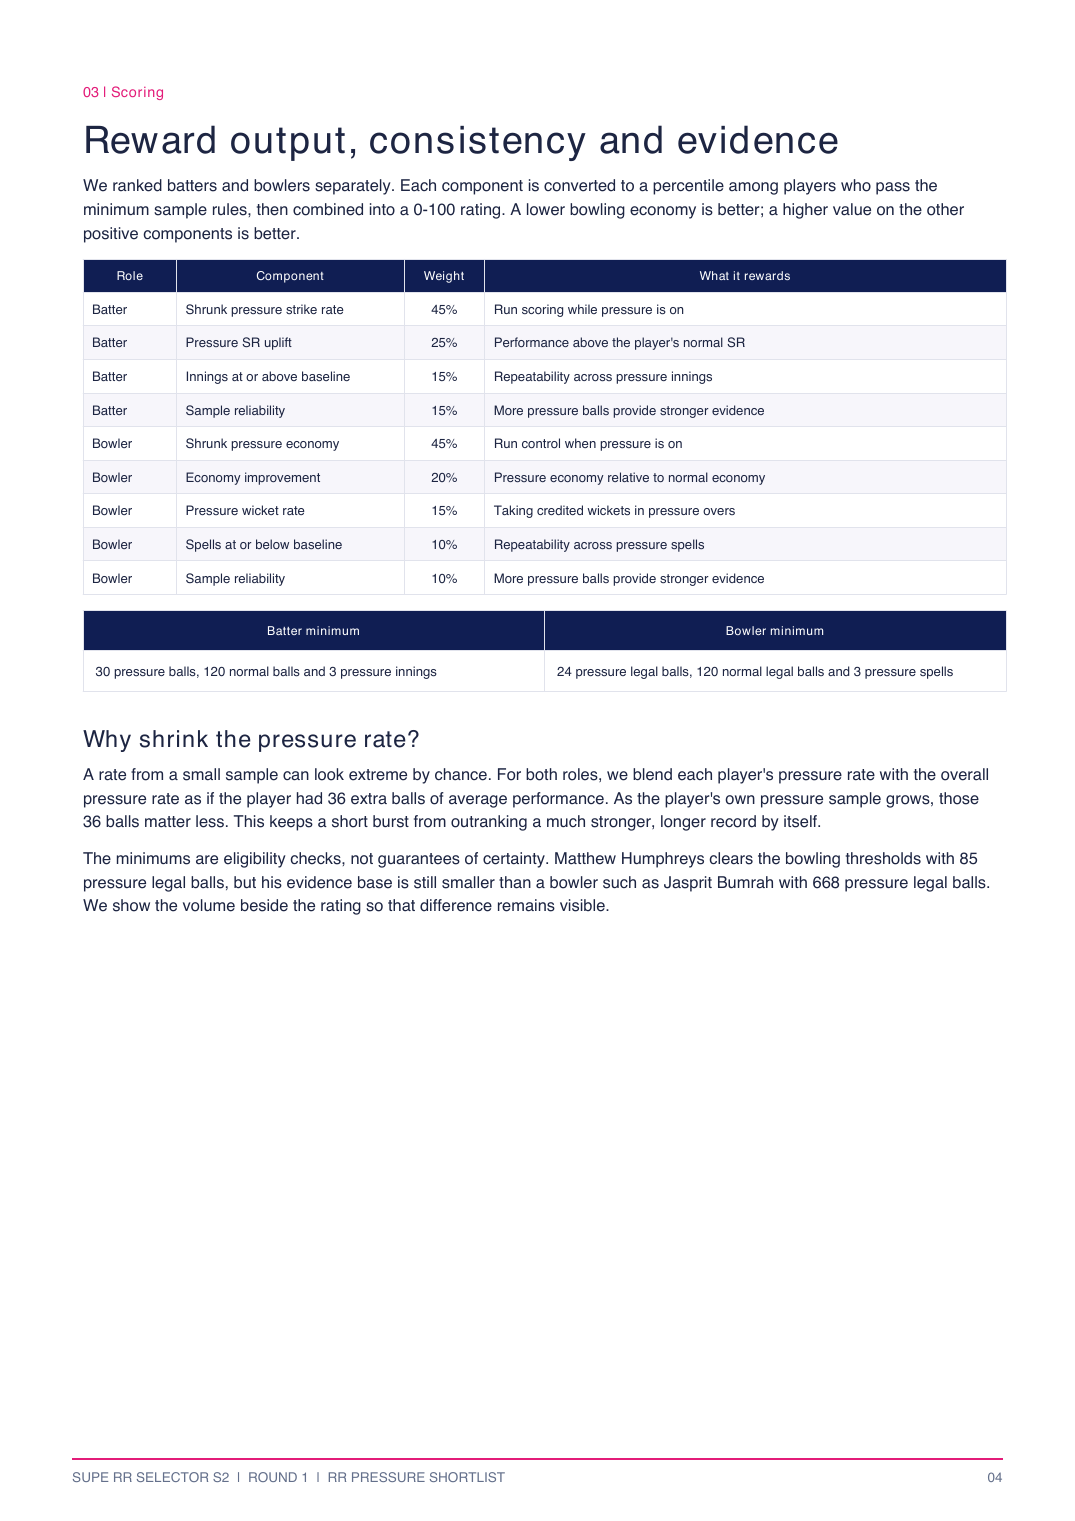 03 | Scoring
Reward output, consistency and evidence
We ranked batters and bowlers separately. Each component is converted to a percentile among players who pass the
minimum sample rules, then combined into a 0-100 rating. A lower bowling economy is better; a higher value on the other
positive components is better.
Role Component Weight What it rewards
Batter Shrunk pressure strike rate 45% Run scoring while pressure is on
Batter Pressure SR uplift 25% Performance above the player's normal SR
Batter Innings at or above baseline 15% Repeatability across pressure innings
Batter Sample reliability 15% More pressure balls provide stronger evidence
Bowler Shrunk pressure economy 45% Run control when pressure is on
Bowler Economy improvement 20% Pressure economy relative to normal economy
Bowler Pressure wicket rate 15% Taking credited wickets in pressure overs
Bowler Spells at or below baseline 10% Repeatability across pressure spells
Bowler Sample reliability 10% More pressure balls provide stronger evidence
Batter minimum Bowler minimum
30 pressure balls, 120 normal balls and 3 pressure innings 24 pressure legal balls, 120 normal legal balls and 3 pressure spells
Why shrink the pressure rate?
A rate from a small sample can look extreme by chance. For both roles, we blend each player's pressure rate with the overall
pressure rate as if the player had 36 extra balls of average performance. As the player's own pressure sample grows, those
36 balls matter less. This keeps a short burst from outranking a much stronger, longer record by itself.
The minimums are eligibility checks, not guarantees of certainty. Matthew Humphreys clears the bowling thresholds with 85
pressure legal balls, but his evidence base is still smaller than a bowler such as Jasprit Bumrah with 668 pressure legal balls.
We show the volume beside the rating so that difference remains visible.
SUPE RR SELECTOR S2 | ROUND 1 | RR PRESSURE SHORTLIST 04